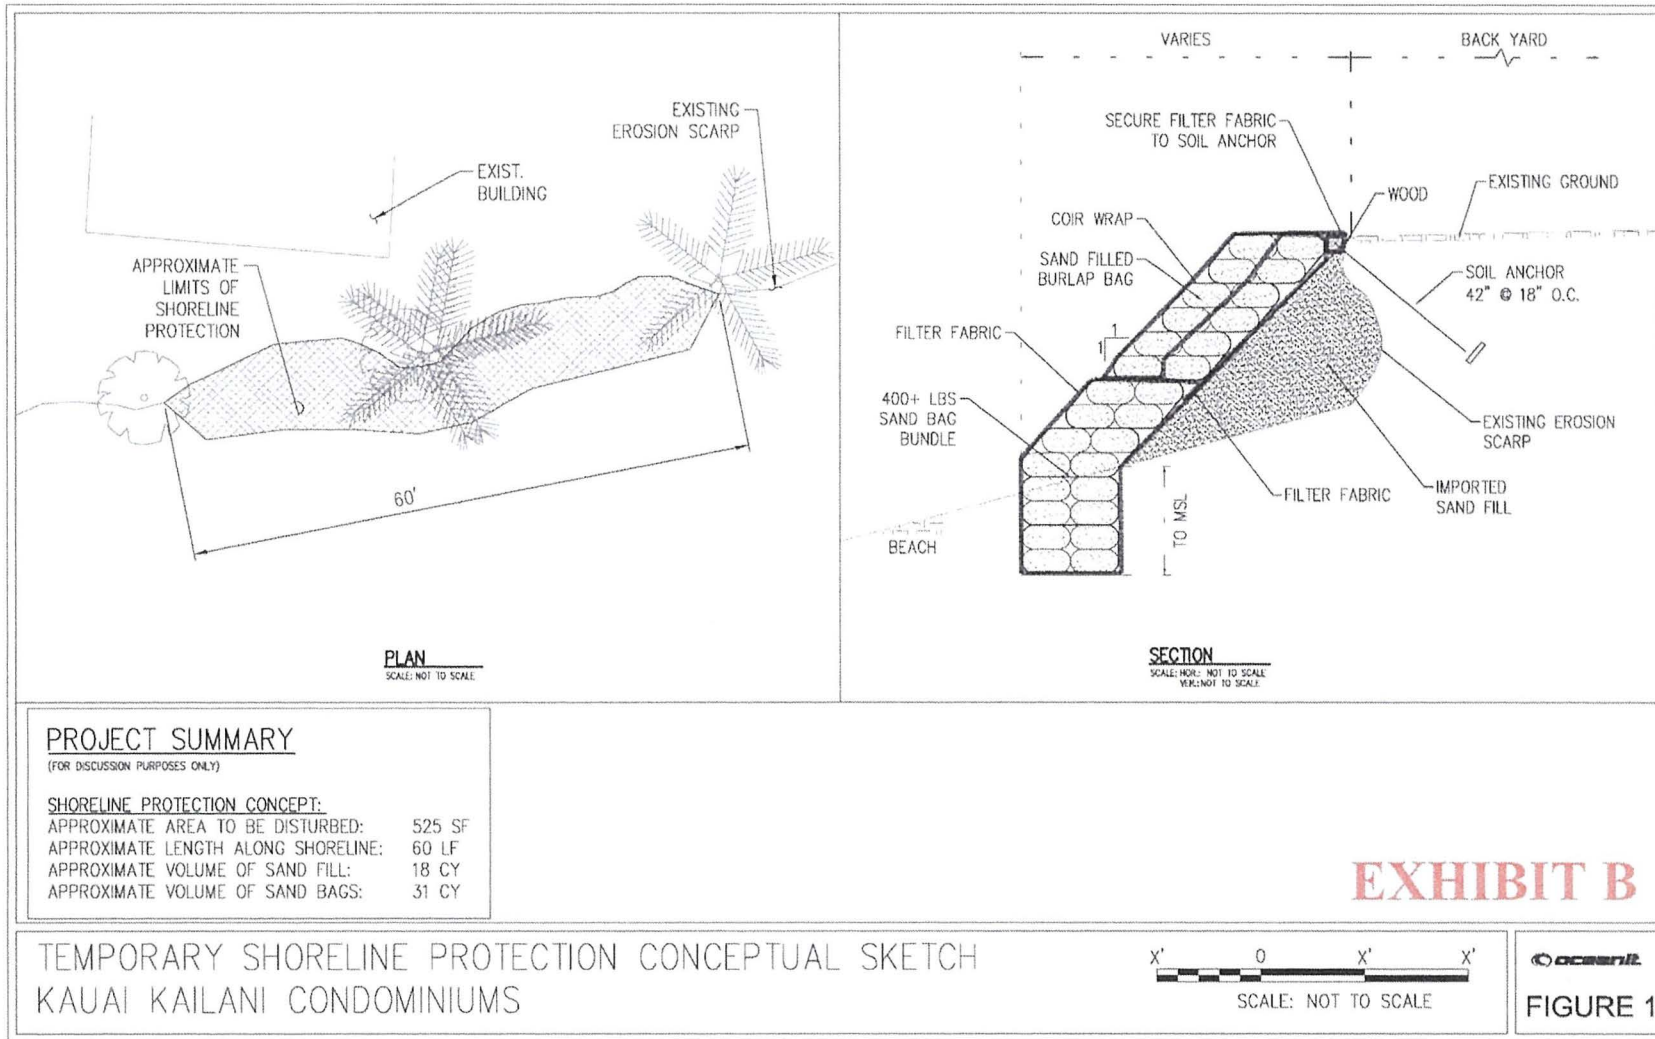 EXISTING
EROSION SCARP
EXIST.
BUILDING
APPROXIMATE
LIMITS OF
SHORELINE
PROTECTION
60'
PLAN
SCALE: NOT TO SCALE
VARIES
BACK YARD
SECURE FILTER FABRIC
TO SOIL ANCHOR
WOOD
EXISTING GROUND
COIR WRAP
SAND FILLED
BURLAP BAG
SOIL ANCHOR
42" @ 18" O.C.
1
1
FILTER FABRIC
400+ LBS
SAND BAG
BUNDLE
EXISTING EROSION
SCARP
FILTER FABRIC
IMPORTED
SAND FILL
TO MSL
BEACH
SECTION
SCALE: HOR.: NOT TO SCALE
VER.: NOT TO SCALE
PROJECT SUMMARY
(FOR DISCUSSION PURPOSES ONLY)
SHORELINE PROTECTION CONCEPT:
APPROXIMATE AREA TO BE DISTURBED: 525 SF
APPROXIMATE LENGTH ALONG SHORELINE: 60 LF
APPROXIMATE VOLUME OF SAND FILL: 18 CY
APPROXIMATE VOLUME OF SAND BAGS: 31 CY
EXHIBIT B
TEMPORARY SHORELINE PROTECTION CONCEPTUAL SKETCH
KAUAI KAILANI CONDOMINIUMS
X' 0 X' X'
SCALE: NOT TO SCALE
oceanit.
FIGURE 1